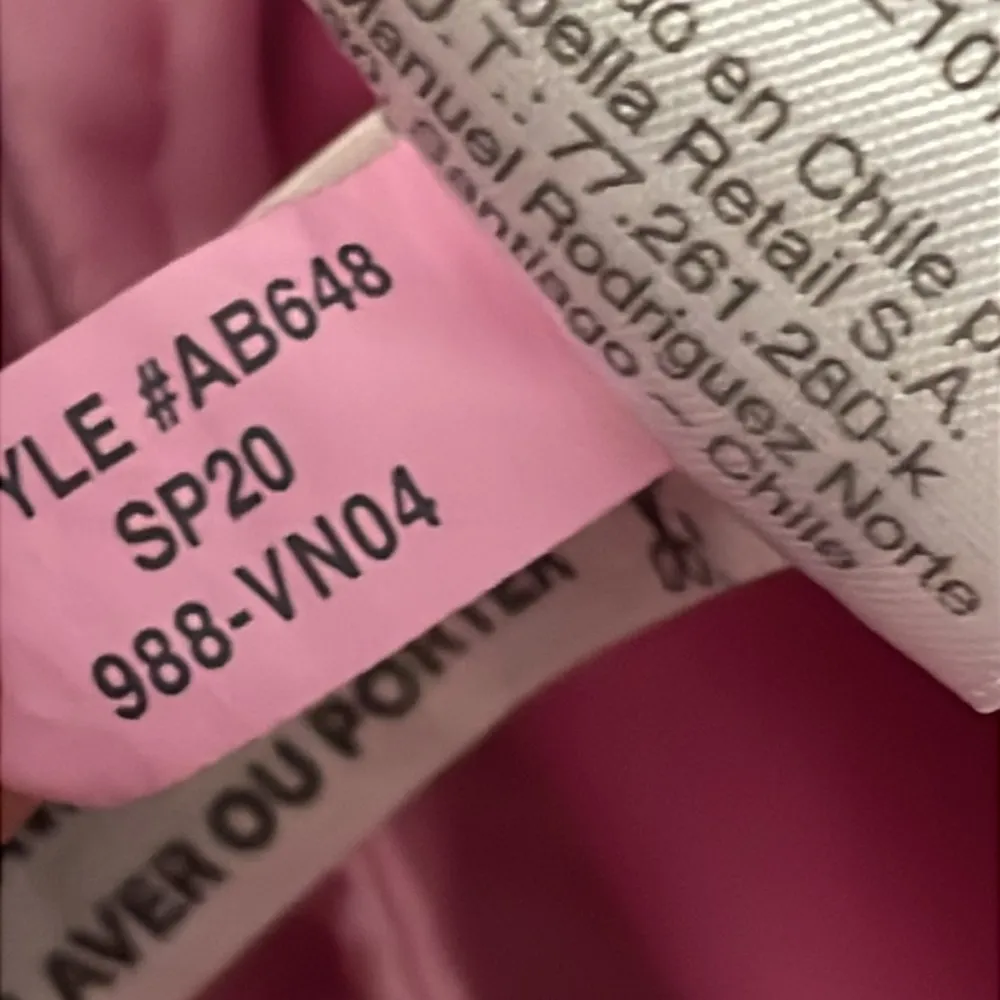 YLE #AB648
SP20
988-VN04
AVER OU PORTER
2101
do en Chile p
bella Retail S.A.
U.T.: 77.261.280-k
Manuel Rodriguez Norte
Santiago - Chile